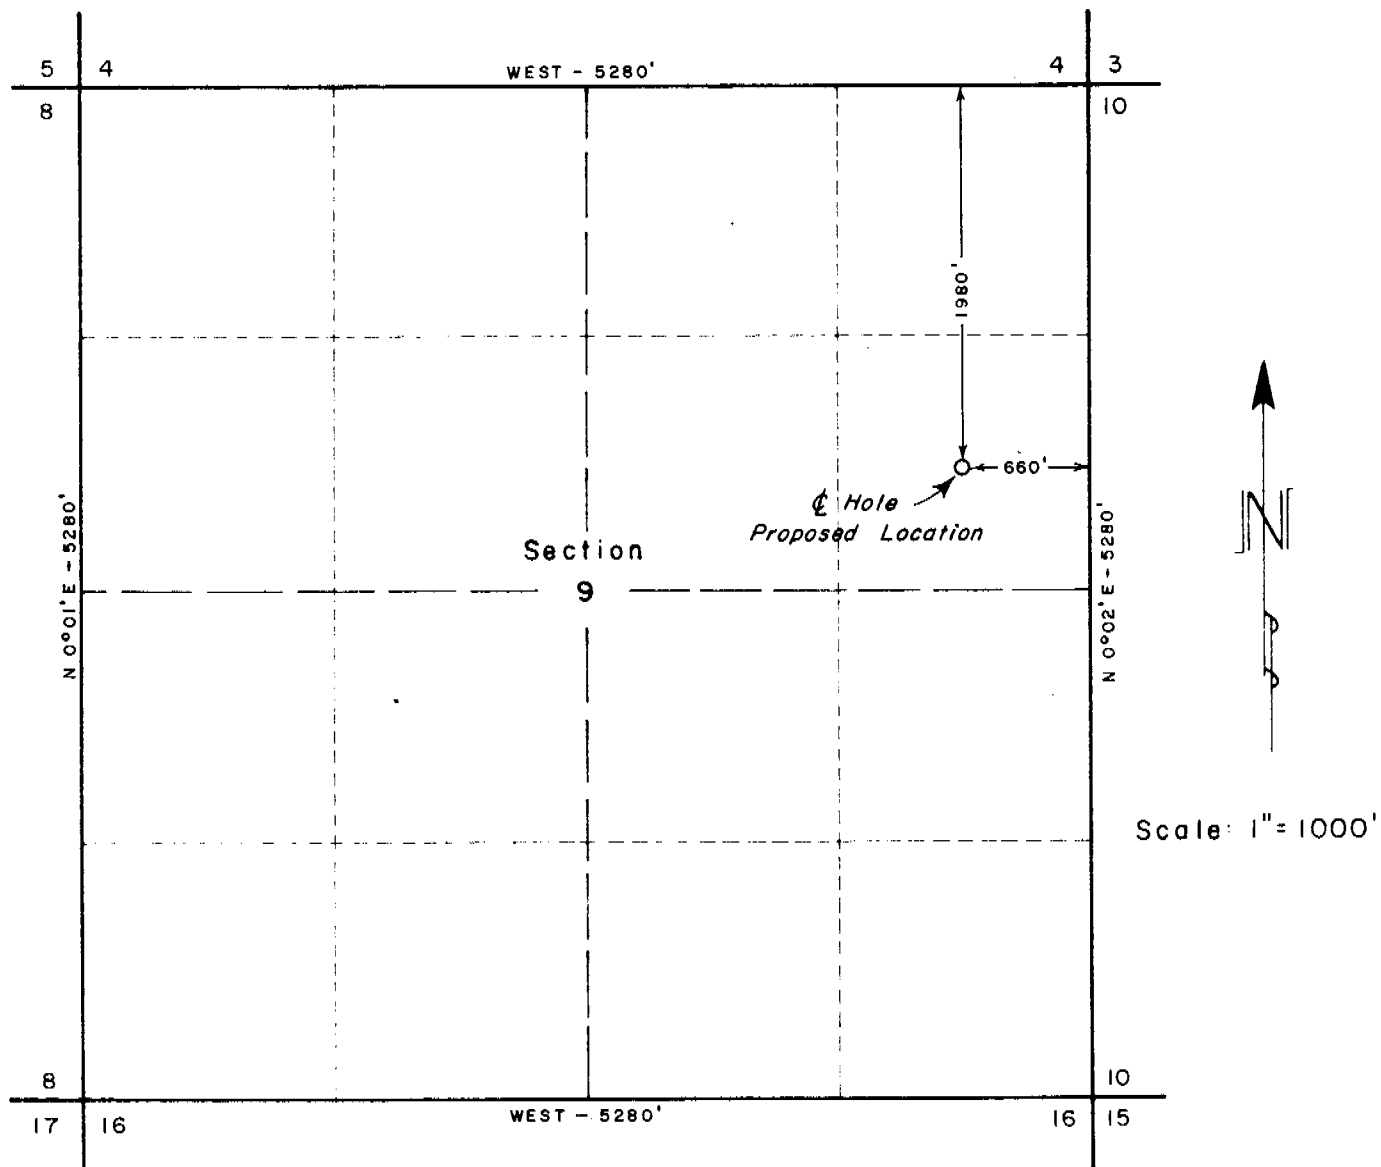 5 4 WEST - 5280' 4 3
8 10
1980'
660'
℄ Hole
Proposed Location
N 0°01' E - 5280'
Section
9
N 0°02' E - 5280'
N
Scale: 1" = 1000'
8 10
17 16 WEST - 5280' 16 15